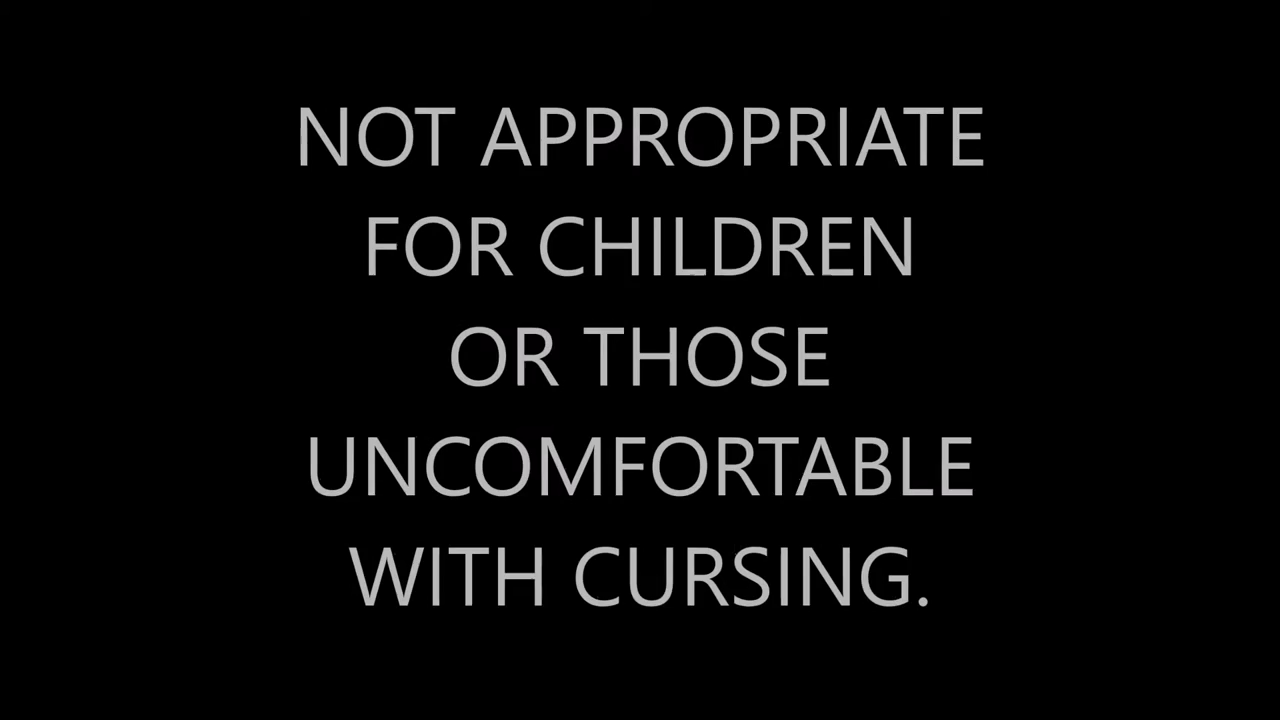 NOT APPROPRIATE
FOR CHILDREN
OR THOSE
UNCOMFORTABLE
WITH CURSING.